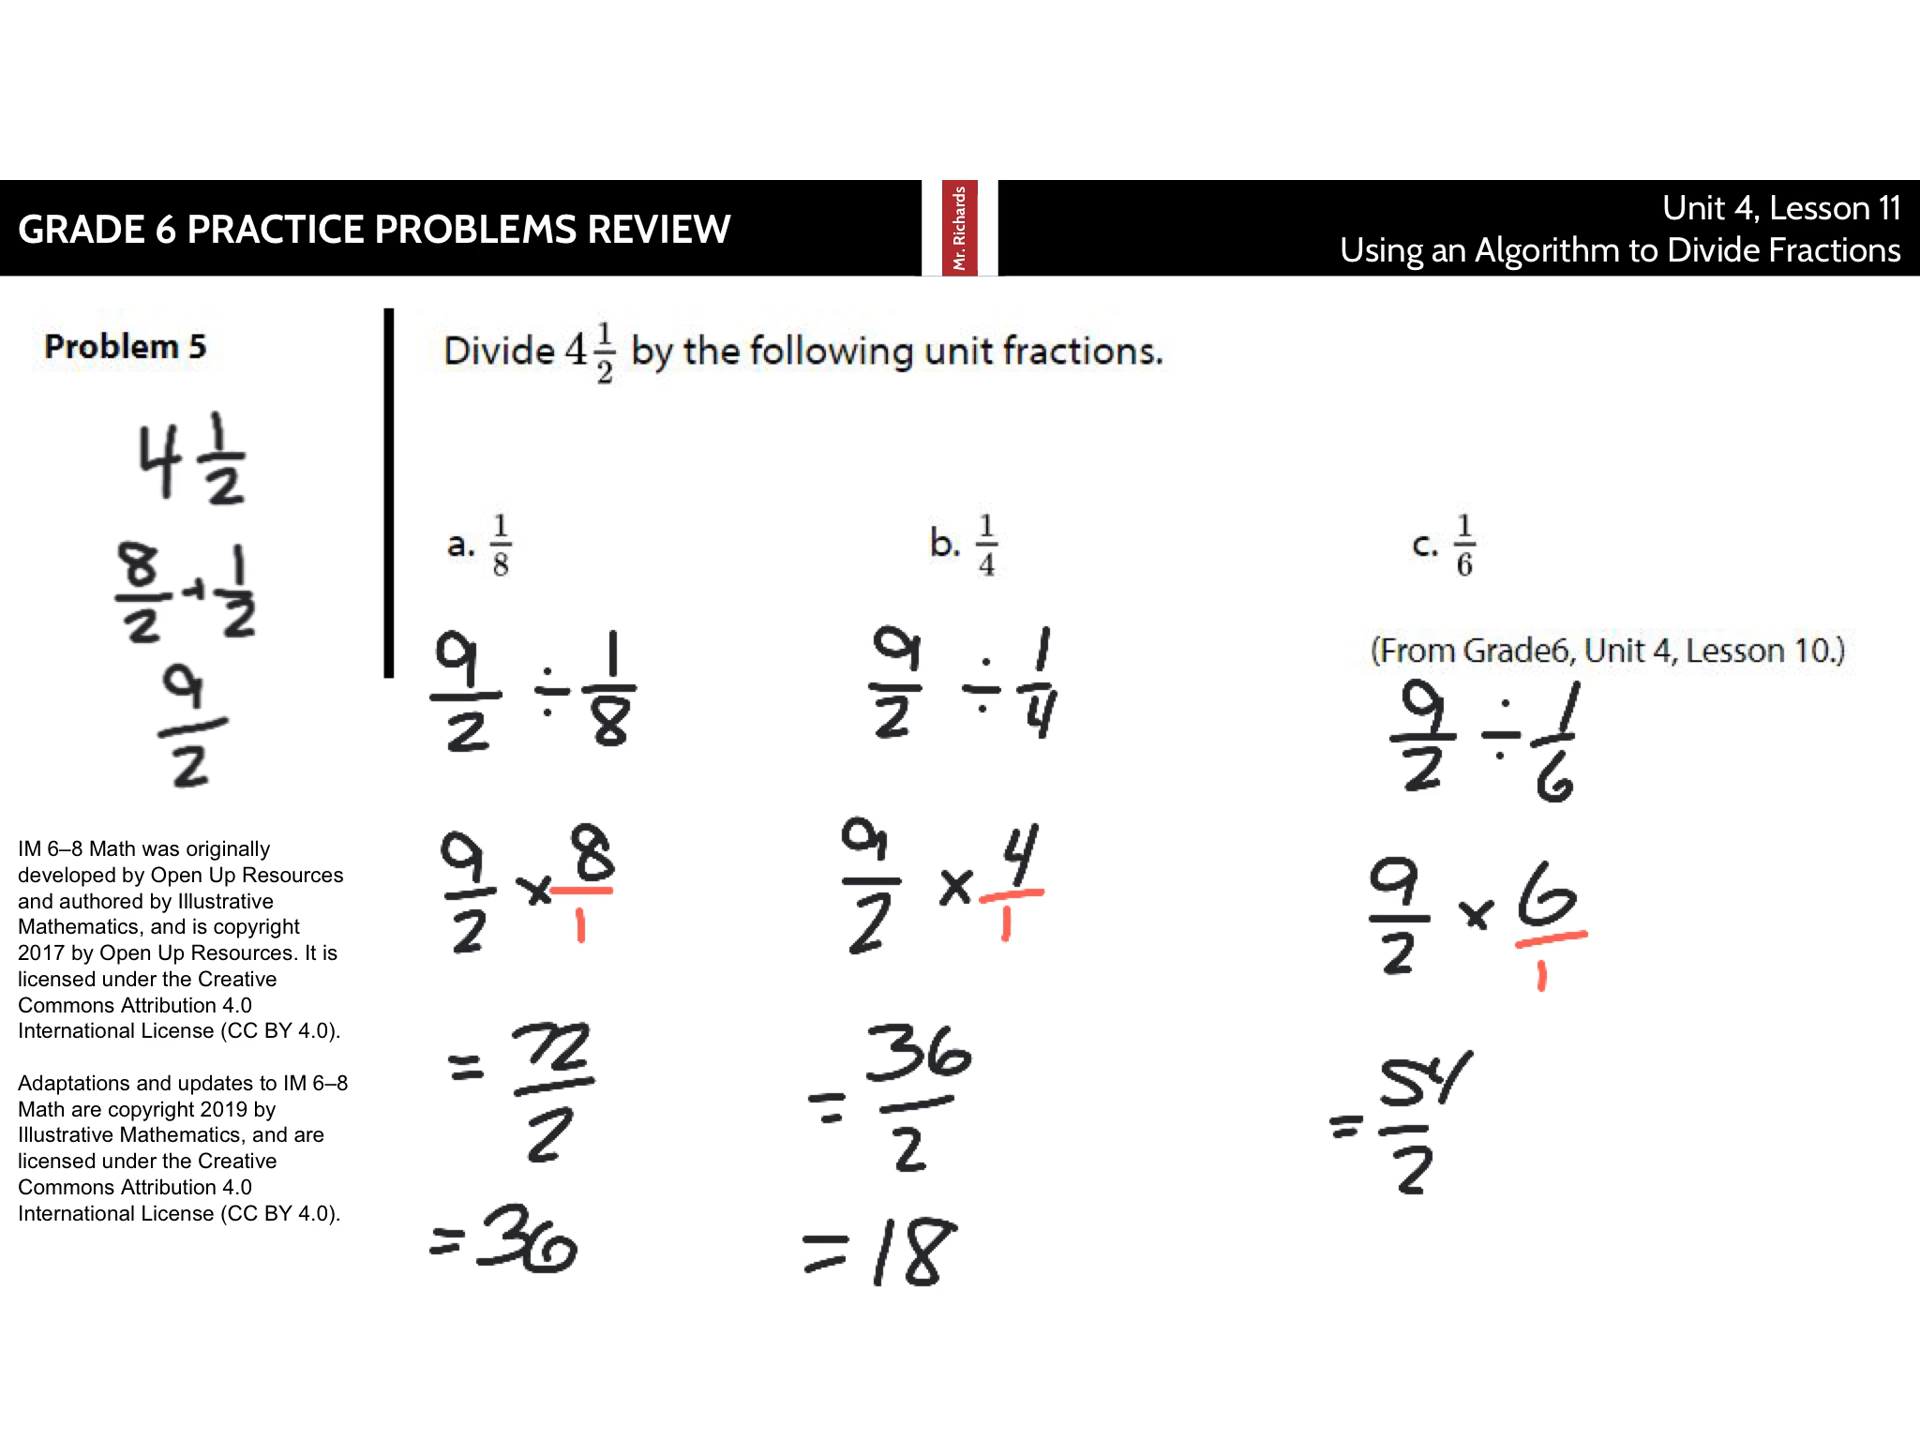 GRADE 6 PRACTICE PROBLEMS REVIEW
Mr. Richards
Unit 4, Lesson 11
Using an Algorithm to Divide Fractions
Problem 5
4 1/2
8/2 + 1/2
9/2
IM 6–8 Math was originally
developed by Open Up Resources
and authored by Illustrative
Mathematics, and is copyright
2017 by Open Up Resources. It is
licensed under the Creative
Commons Attribution 4.0
International License (CC BY 4.0).
Adaptations and updates to IM 6–8
Math are copyright 2019 by
Illustrative Mathematics, and are
licensed under the Creative
Commons Attribution 4.0
International License (CC BY 4.0).
Divide 4 1/2 by the following unit fractions.
a. 1/8
9/2 ÷ 1/8
9/2 × 8/1
= 72/2
= 36
b. 1/4
9/2 ÷ 1/4
9/2 × 4/1
= 36/2
= 18
c. 1/6
(From Grade6, Unit 4, Lesson 10.)
9/2 ÷ 1/6
9/2 × 6/1
= 54/2